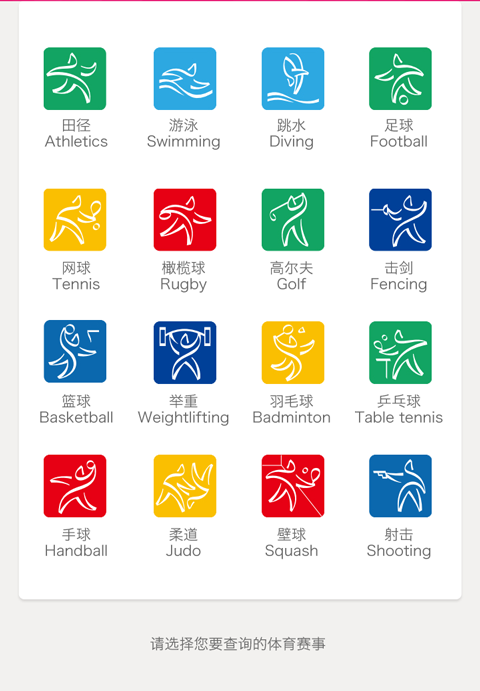 田径
Athletics
游泳
Swimming
跳水
Diving
足球
Football
网球
Tennis
橄榄球
Rugby
高尔夫
Golf
击剑
Fencing
篮球
Basketball
举重
Weightlifting
羽毛球
Badminton
乒乓球
Table tennis
手球
Handball
柔道
Judo
壁球
Squash
射击
Shooting
请选择您要查询的体育赛事